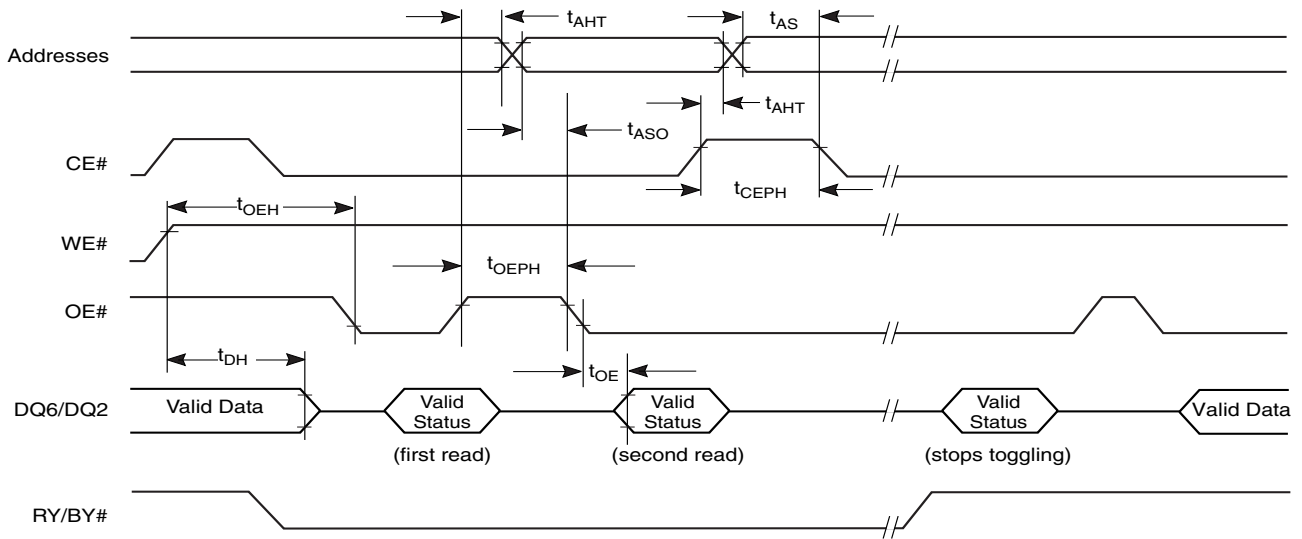 tAHT
tAS
Addresses
tAHT
tASO
CE#
tCEPH
tOEH
WE#
tOEPH
OE#
tDH
tOE
DQ6/DQ2
Valid Data
Valid
Status
Valid
Status
Valid
Status
Valid Data
(first read)
(second read)
(stops toggling)
RY/BY#